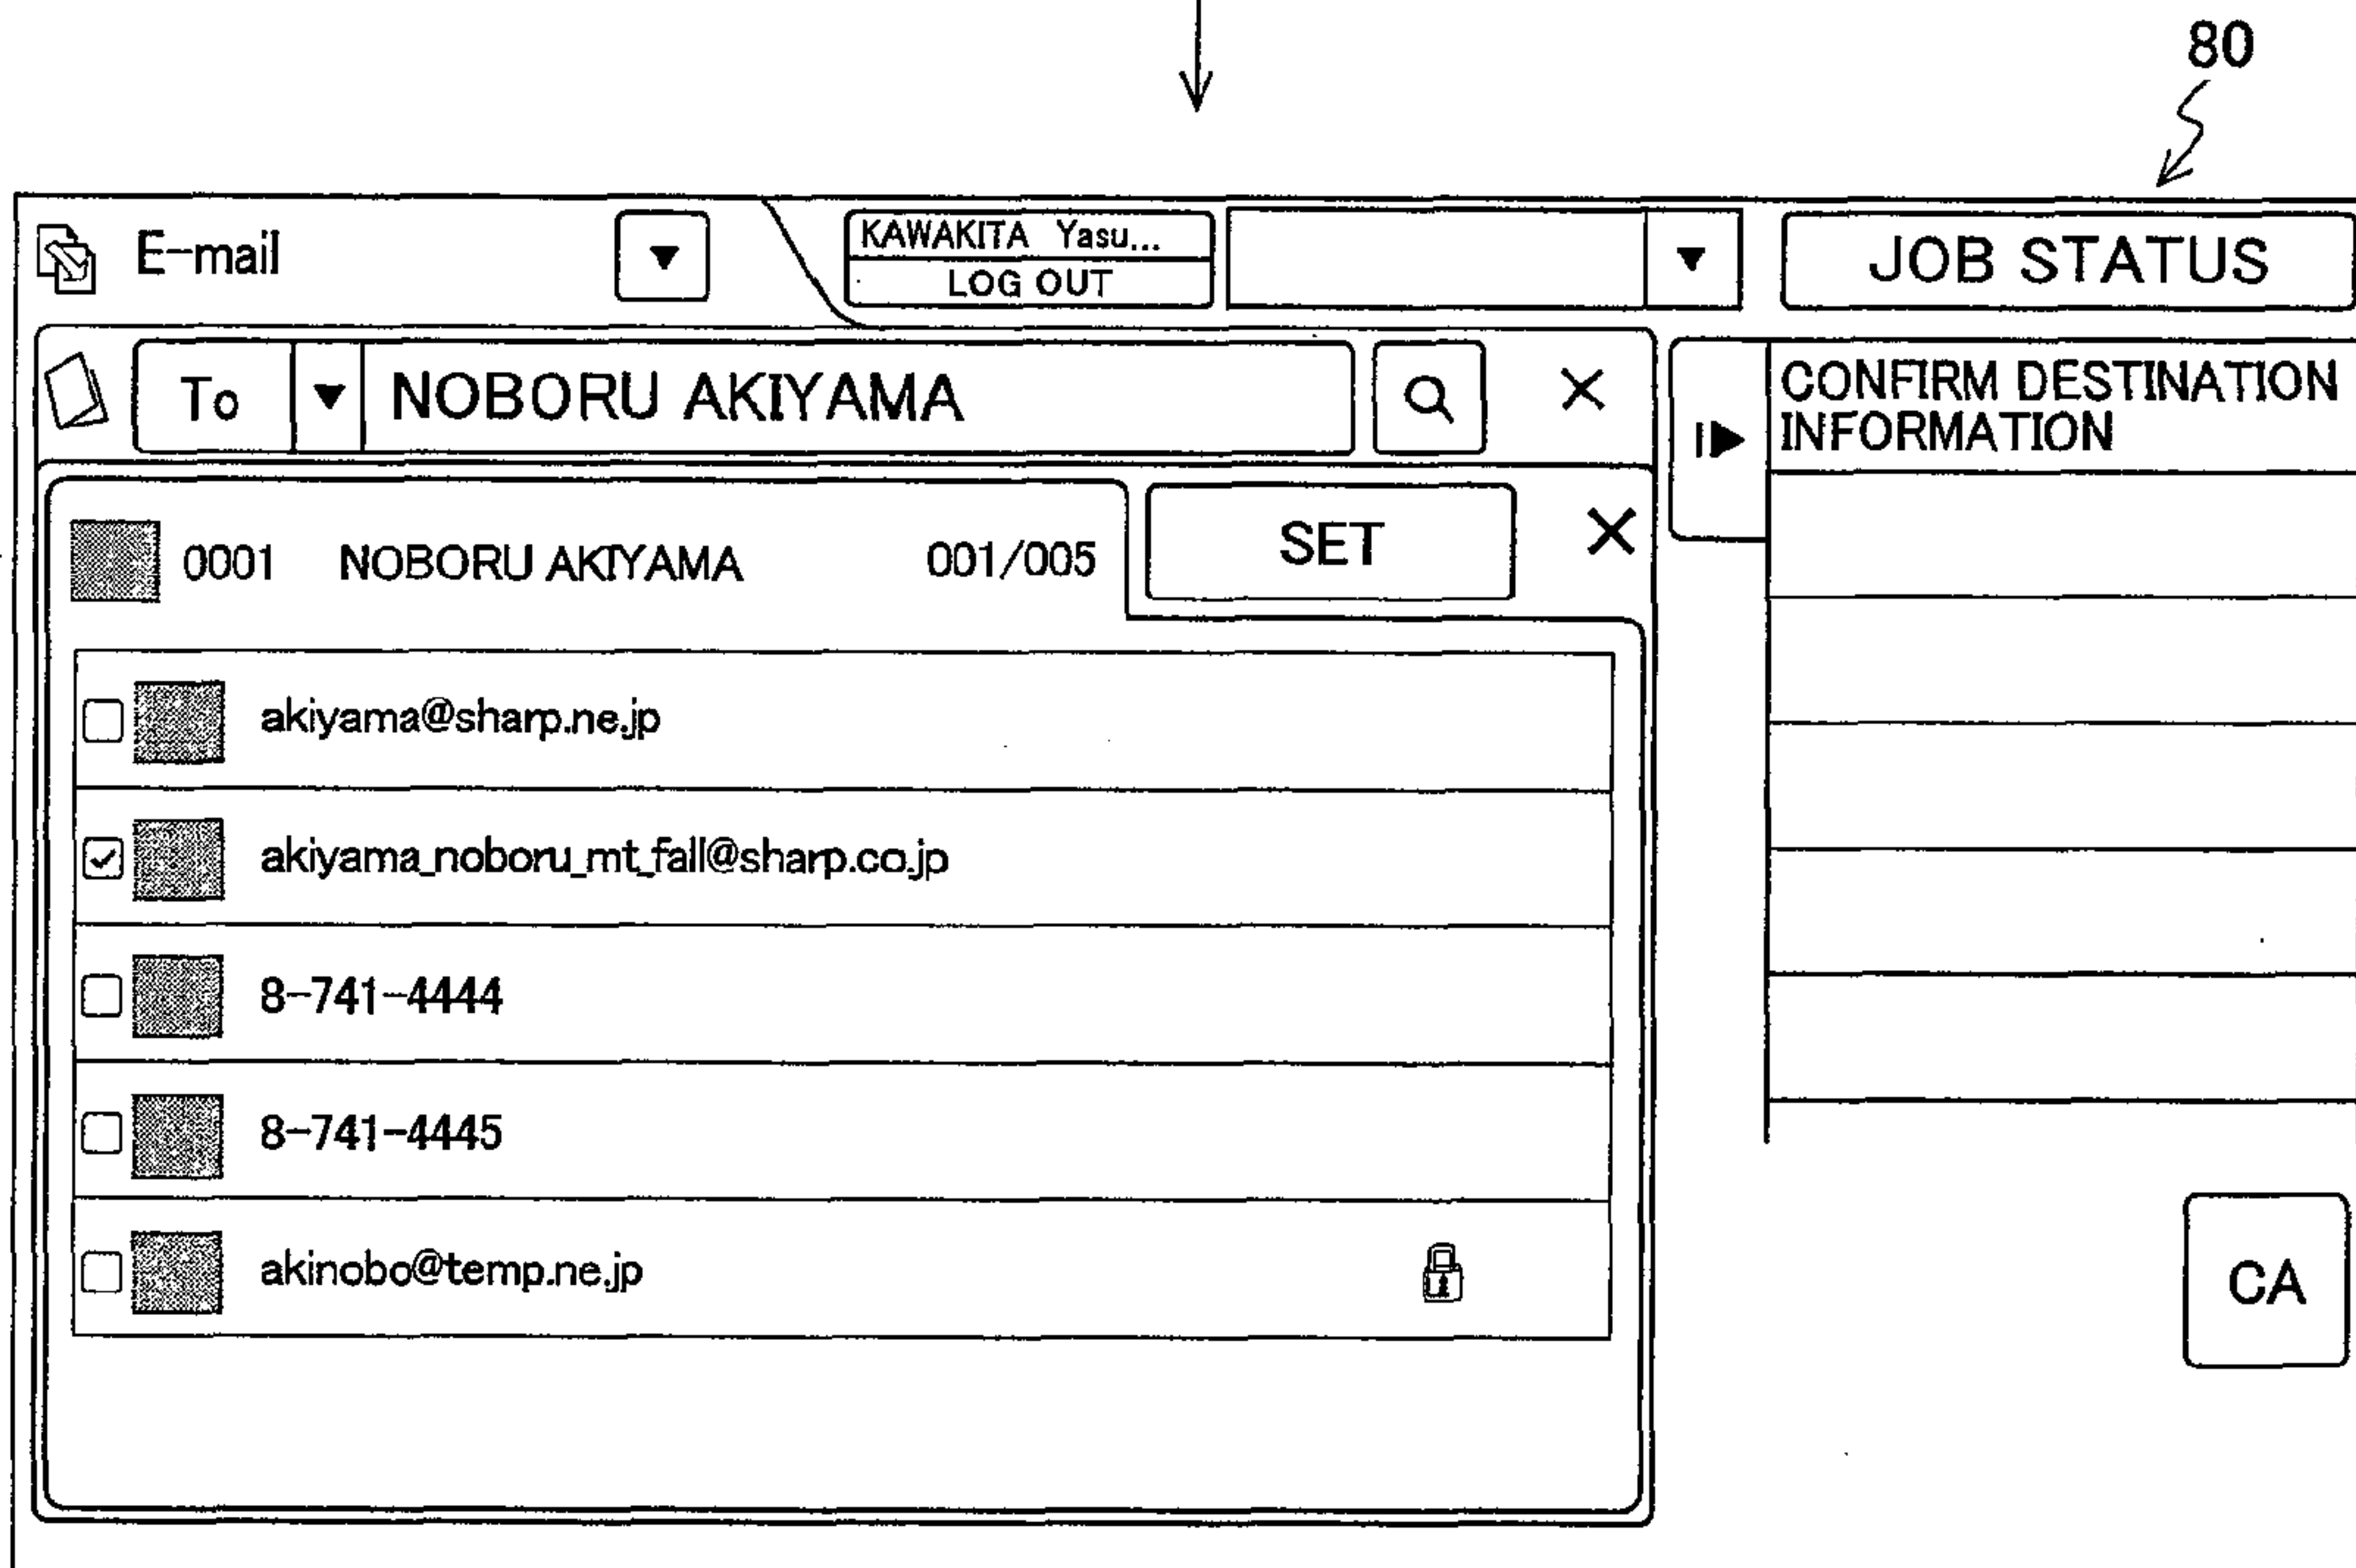 80
E-mail
KAWAKITA Yasu...
LOG OUT
JOB STATUS
To
NOBORU AKIYAMA
CONFIRM DESTINATION
INFORMATION
0001 NOBORU AKIYAMA 001/005
SET
akiyama@sharp.ne.jp
akiyama_noboru_mt_fall@sharp.co.jp
8-741-4444
8-741-4445
akinobo@temp.ne.jp
CA